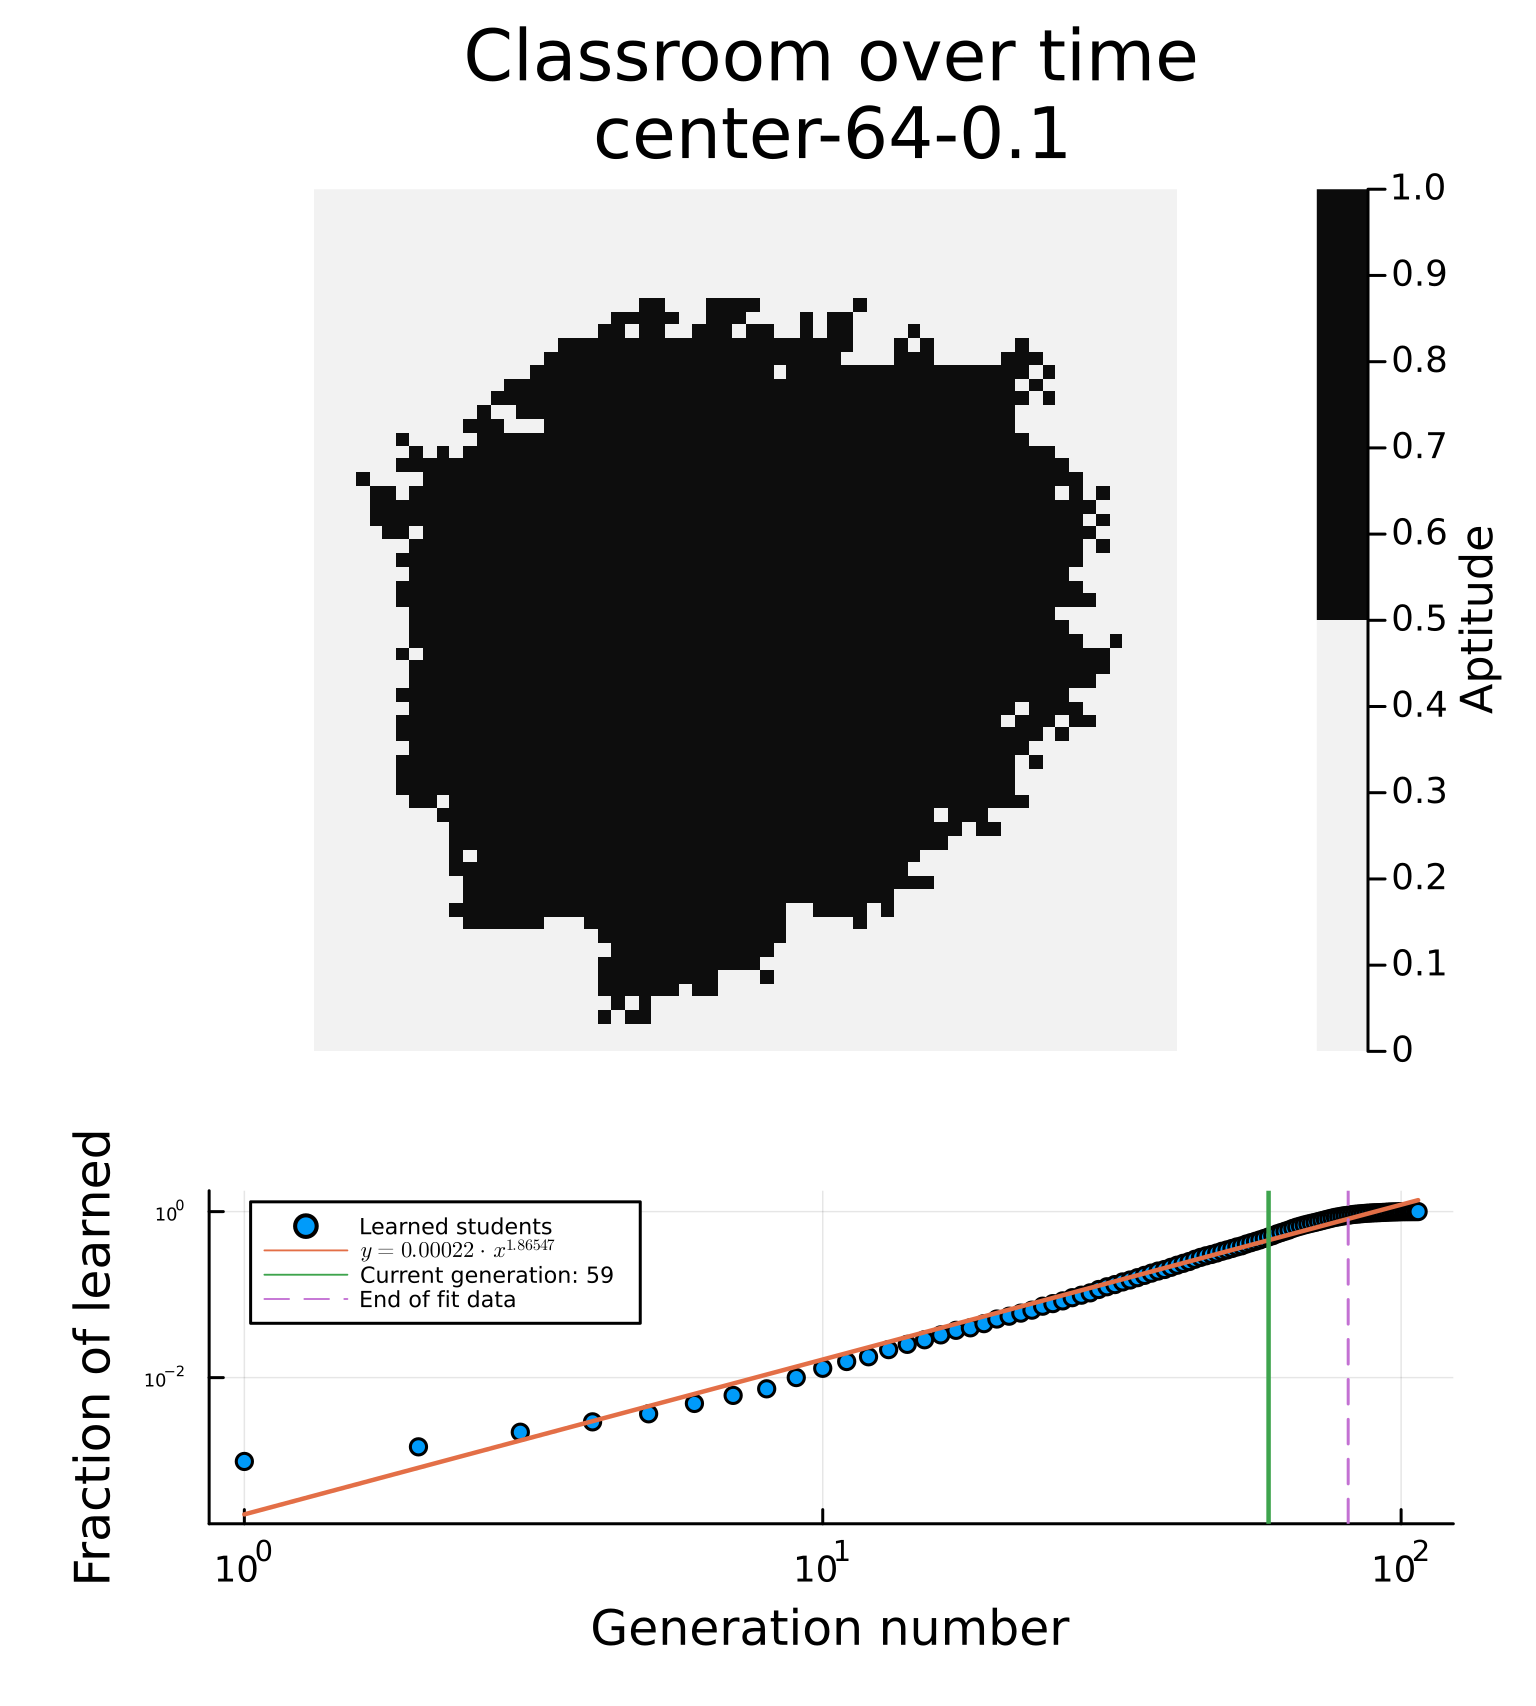 Classroom over time
center-64-0.1
1.0
0.9
0.8
0.7
0.6
0.5
0.4
0.3
0.2
0.1
0
Aptitude
Fraction of learned
10⁰
10⁻²
Learned students
y = 0.00022 · x^1.86547
Current generation: 59
End of fit data
10⁰
10¹
10²
Generation number